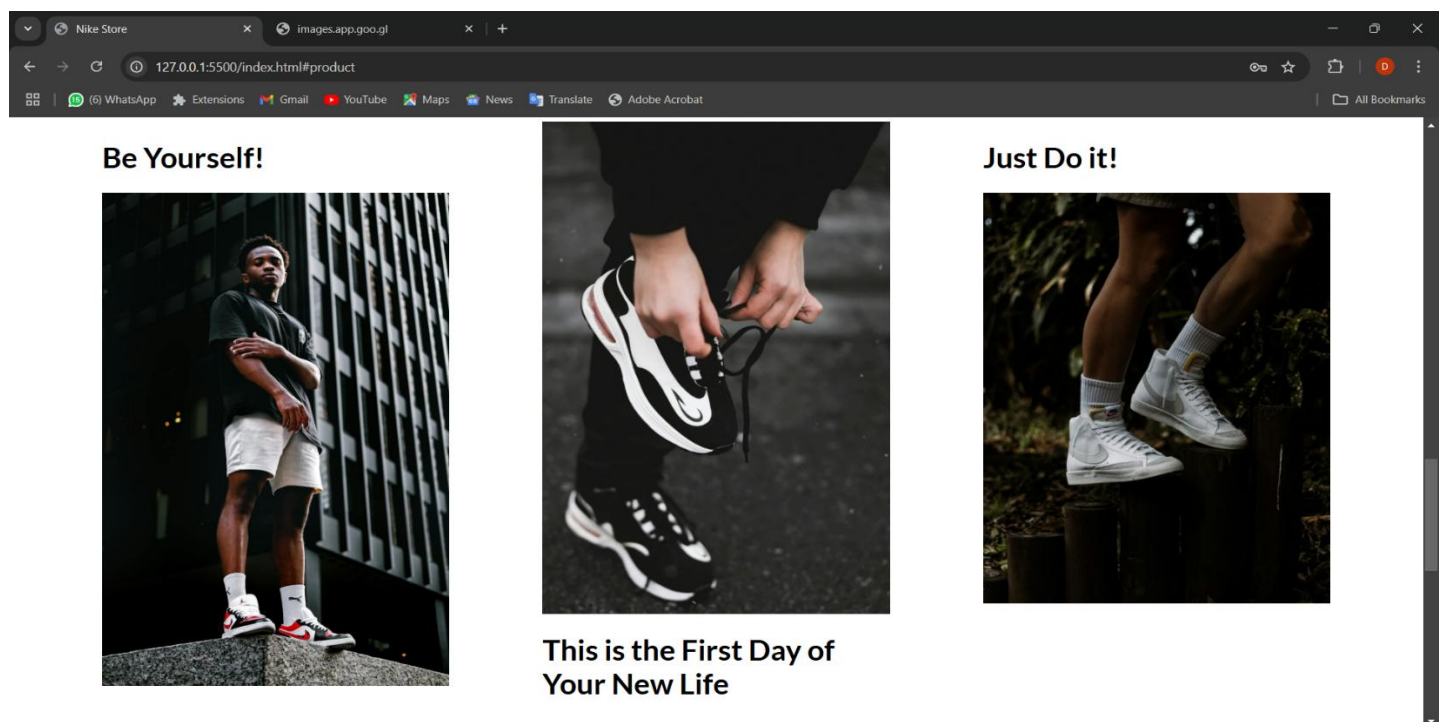 Nike Store
images.app.goo.gl
127.0.0.1:5500/index.html#product
D
15
(6) WhatsApp
Extensions
Gmail
YouTube
Maps
News
Translate
Adobe Acrobat
All Bookmarks
Be Yourself!
Just Do it!
This is the First Day of
Your New Life